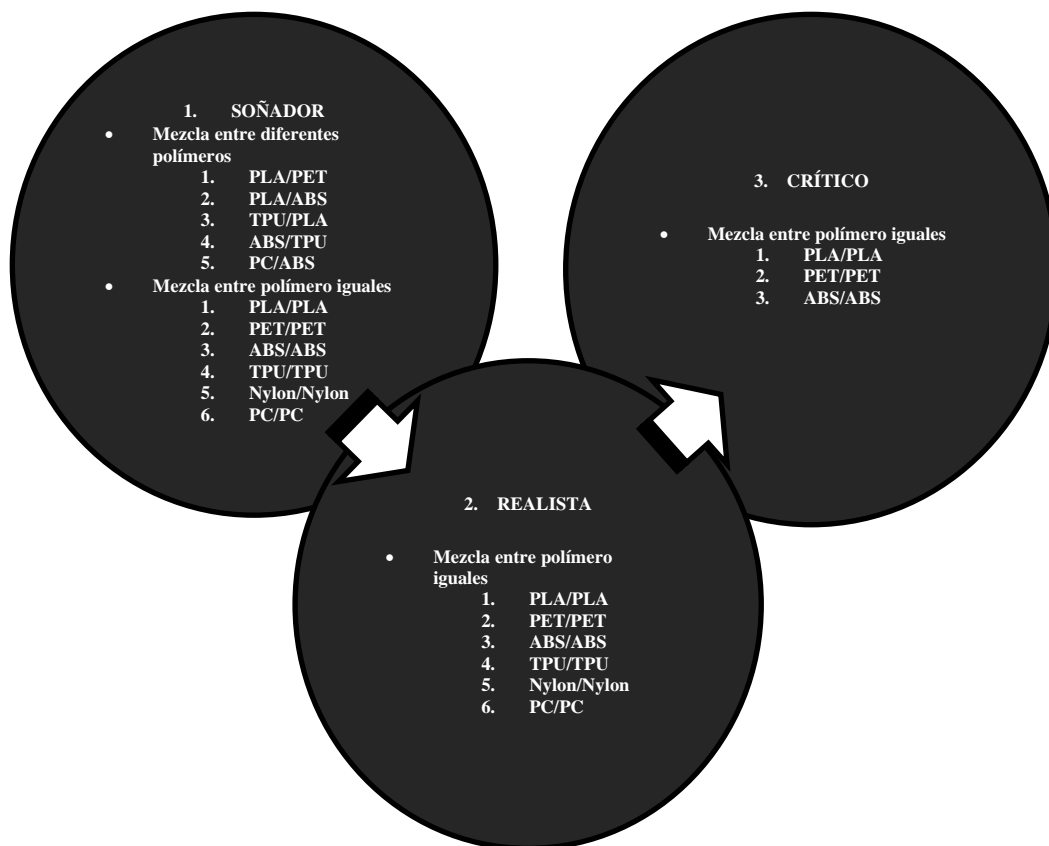 1. SOÑADOR
• Mezcla entre diferentes
polímeros
1. PLA/PET
2. PLA/ABS
3. TPU/PLA
4. ABS/TPU
5. PC/ABS
• Mezcla entre polímero iguales
1. PLA/PLA
2. PET/PET
3. ABS/ABS
4. TPU/TPU
5. Nylon/Nylon
6. PC/PC
2. REALISTA
• Mezcla entre polímero
iguales
1. PLA/PLA
2. PET/PET
3. ABS/ABS
4. TPU/TPU
5. Nylon/Nylon
6. PC/PC
3. CRÍTICO
• Mezcla entre polímero iguales
1. PLA/PLA
2. PET/PET
3. ABS/ABS